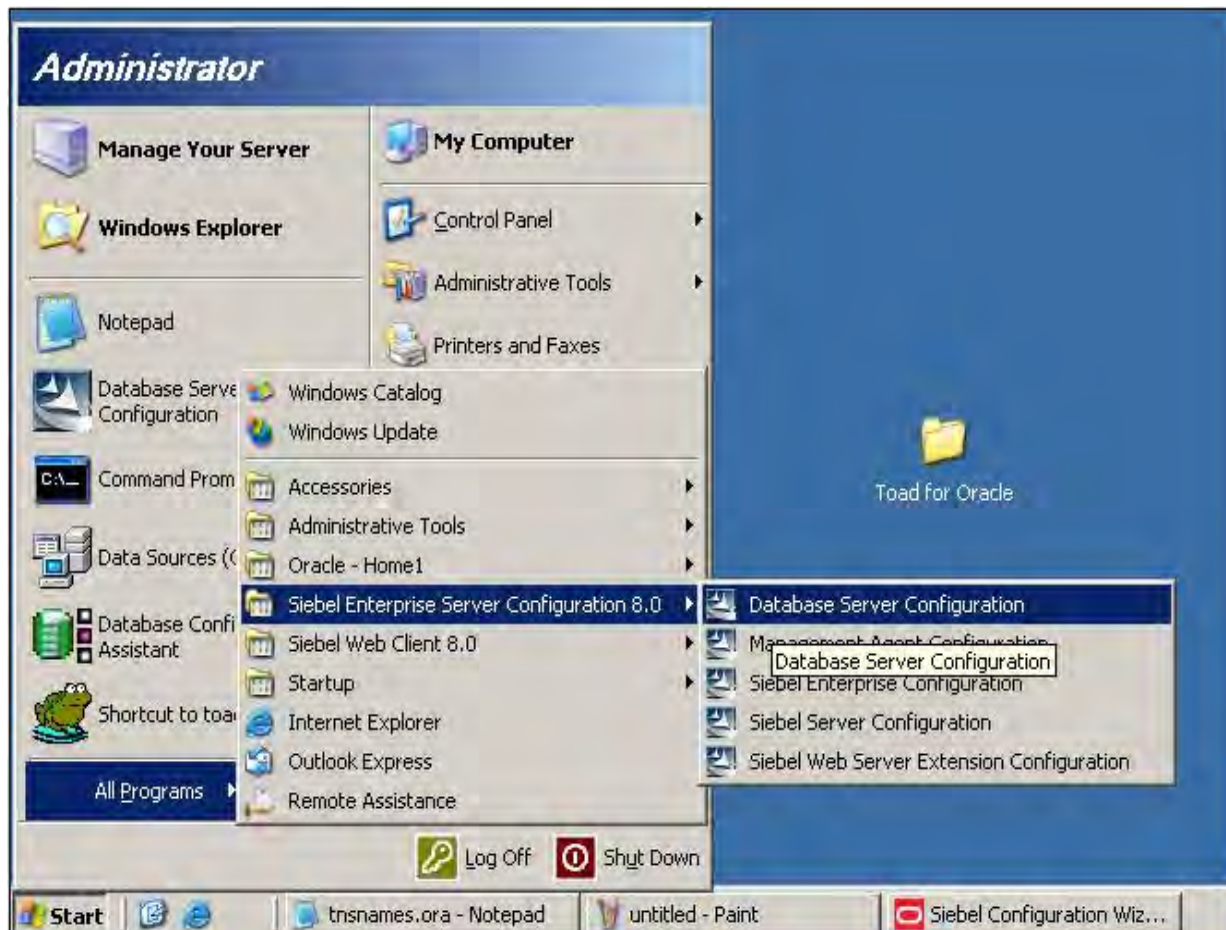 Administrator
Manage Your Server
Windows Explorer
Notepad
Database Serve
Configuration
C:\_
Command Prom
Data Sources (
Database Confi
Assistant
Shortcut to toa
All Programs
My Computer
Control Panel
Administrative Tools
Printers and Faxes
Windows Catalog
Windows Update
Accessories
Administrative Tools
Oracle - Home1
Siebel Enterprise Server Configuration 8.0
Siebel Web Client 8.0
Startup
Internet Explorer
Outlook Express
Remote Assistance
Database Server Configuration
Management Agent Configuration
Database Server Configuration
Siebel Enterprise Configuration
Siebel Server Configuration
Siebel Web Server Extension Configuration
Toad for Oracle
Log Off
Shut Down
Start
tnsnames.ora - Notepad
untitled - Paint
Siebel Configuration Wiz...